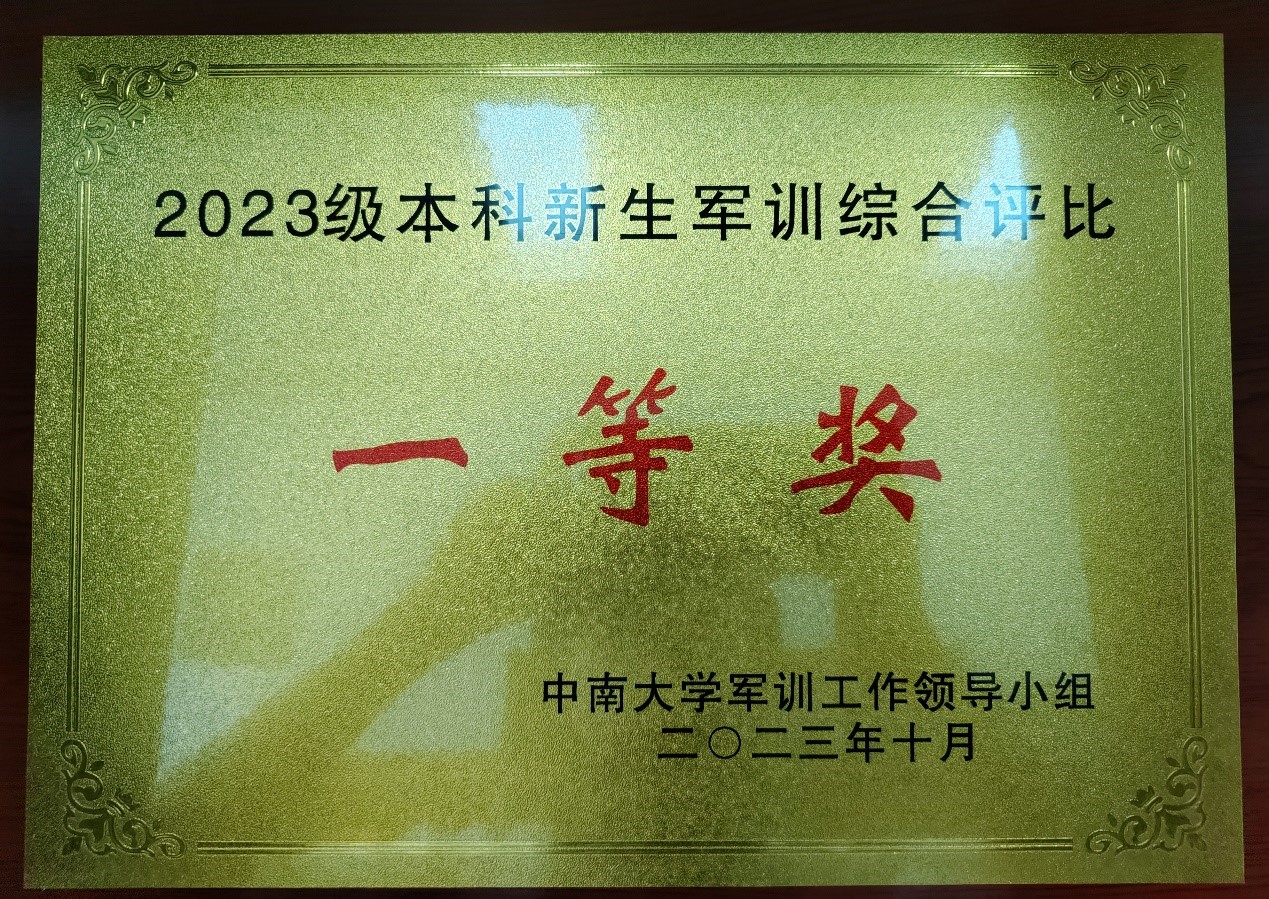 2023级本科新生军训综合评比
一等奖
中南大学军训工作领导小组
二〇二三年十月